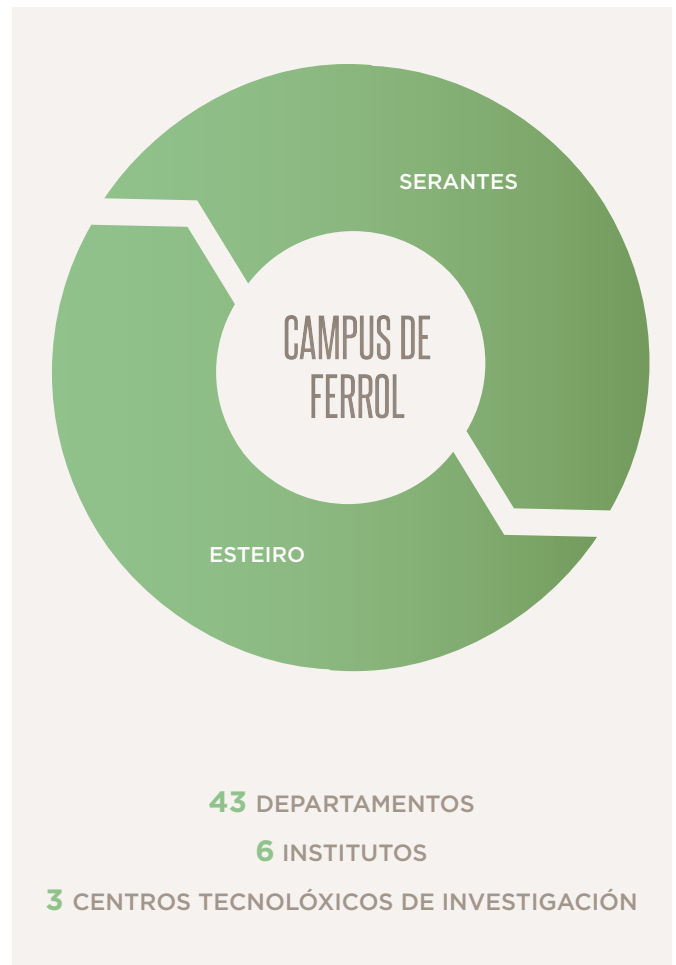 SERANTES
CAMPUS DE
FERROL
ESTEIRO
43 DEPARTAMENTOS
6 INSTITUTOS
3 CENTROS TECNOLÓXICOS DE INVESTIGACIÓN